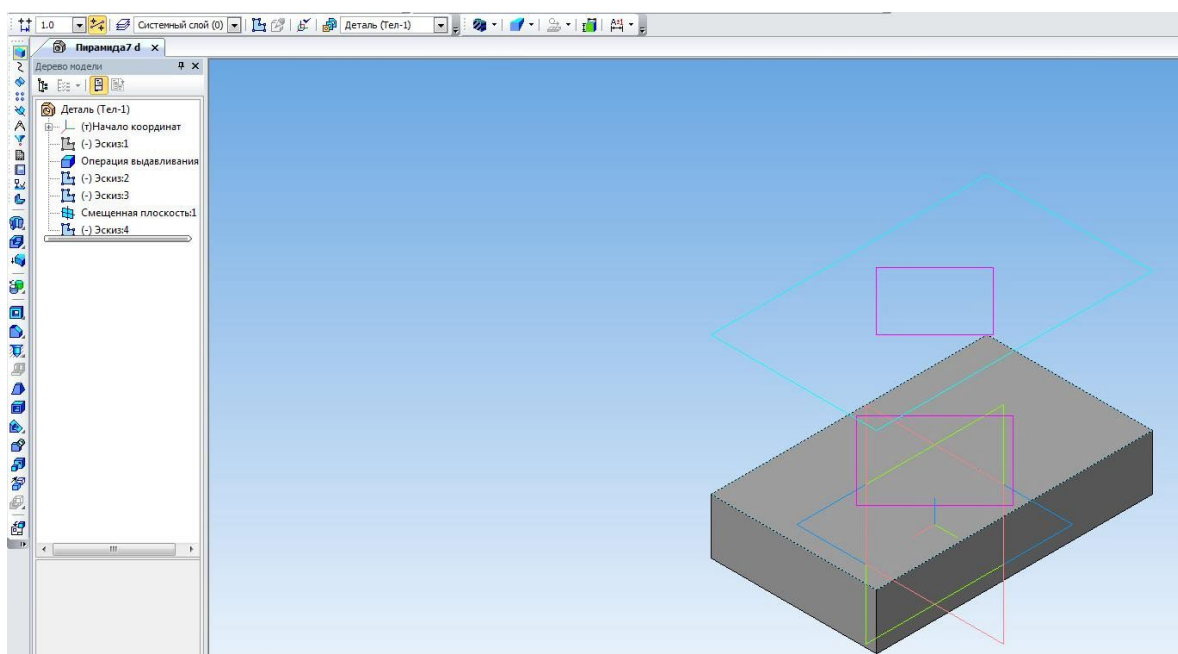 1.0 Системный слой (0) Деталь (Тел-1)
Пирамида7 d
Дерево модели
Деталь (Тел-1)
(т)Начало координат
(-) Эскиз:1
Операция выдавливания
(-) Эскиз:2
(-) Эскиз:3
Смещенная плоскость:1
(-) Эскиз:4